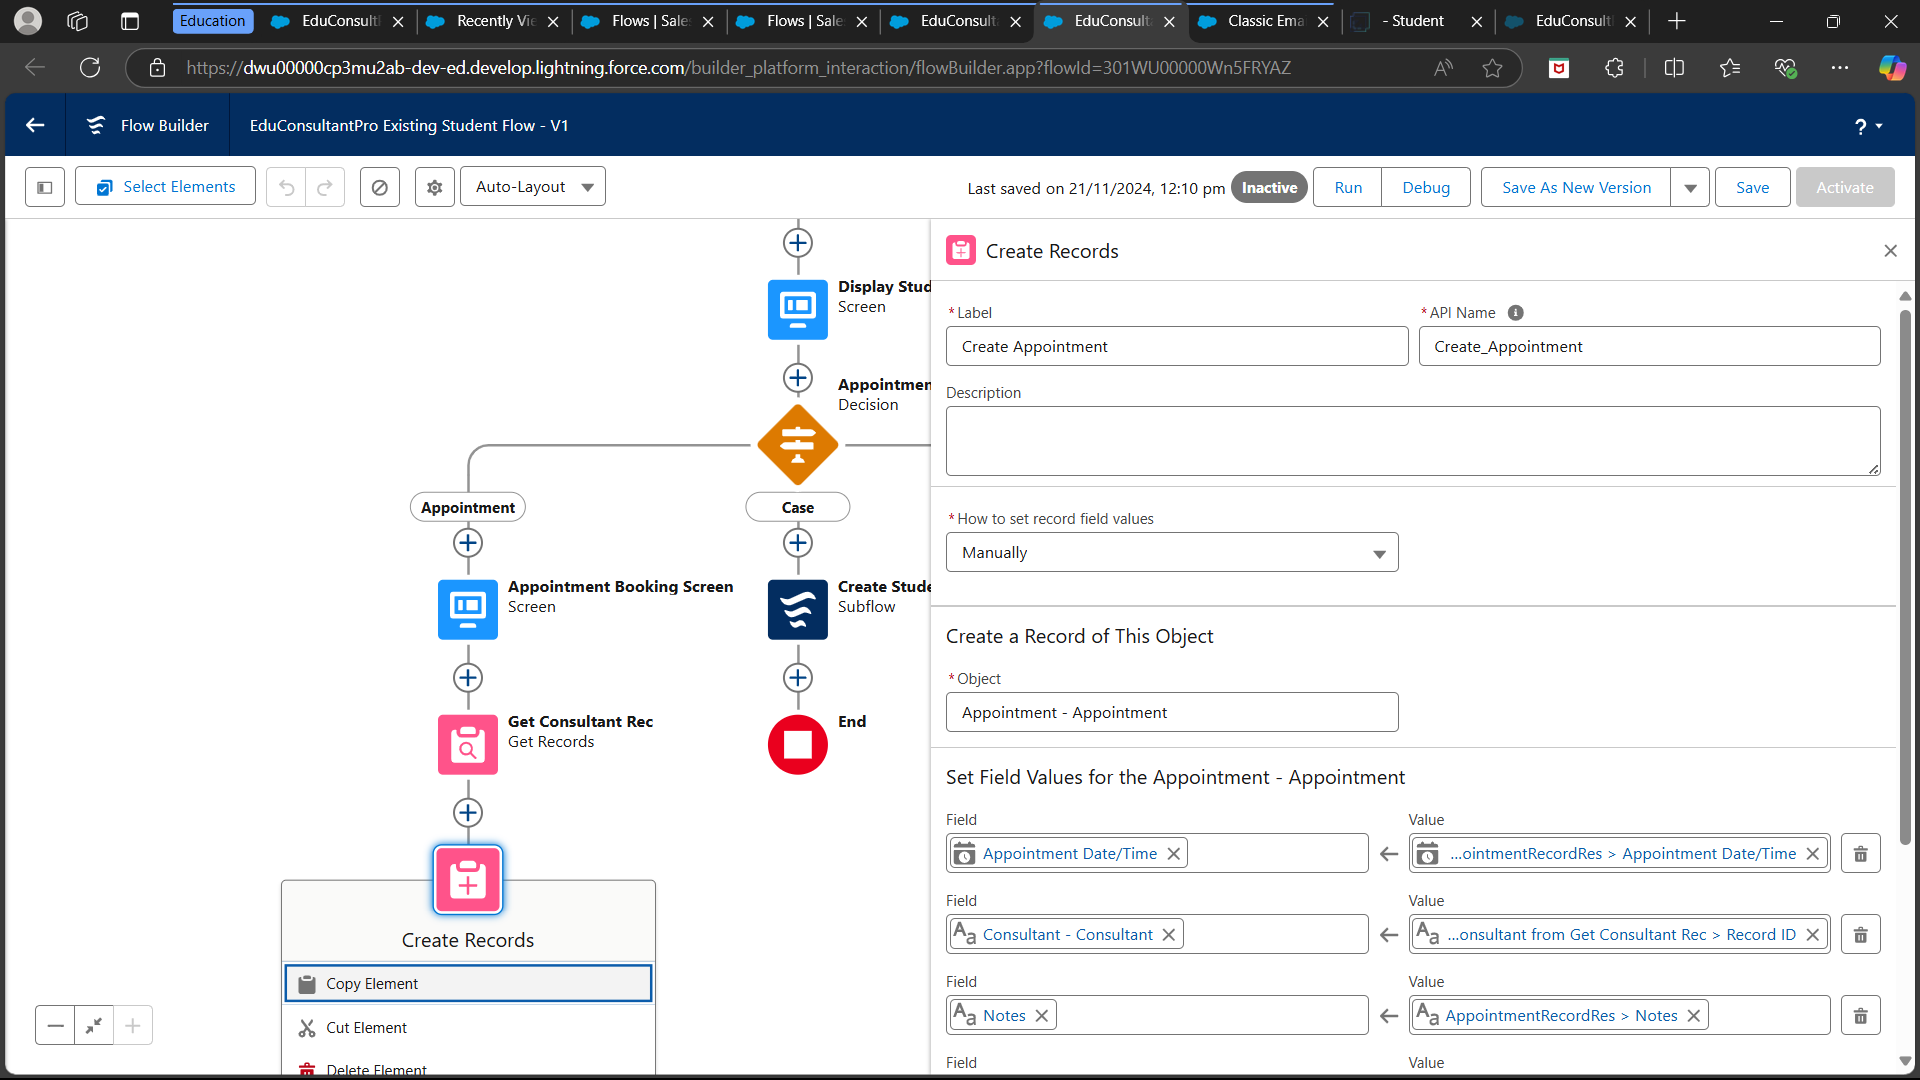 Education
EduConsult
Recently Vie
Flows | Sale
Flows | Sale
EduConsult
EduConsult
Classic Ema
- Student
EduConsult
https://dwu00000cp3mu2ab-dev-ed.develop.lightning.force.com/builder_platform_interaction/flowBuilder.app?flowId=301WU00000Wn5FRYAZ
Flow Builder
EduConsultantPro Existing Student Flow - V1
?
Select Elements
Auto-Layout
Last saved on 21/11/2024, 12:10 pm
Inactive
Run
Debug
Save As New Version
Save
Activate
Display Stud
Screen
Appointmen
Decision
Appointment
Case
Appointment Booking Screen
Screen
Create Stude
Subflow
Get Consultant Rec
Get Records
End
Create Records
Copy Element
Cut Element
Delete Element
Create Records
* Label
* API Name
Create Appointment
Create_Appointment
Description
* How to set record field values
Manually
Create a Record of This Object
* Object
Appointment - Appointment
Set Field Values for the Appointment - Appointment
Field
Value
Appointment Date/Time
...ointmentRecordRes > Appointment Date/Time
Field
Value
Aa Consultant - Consultant
Aa ...onsultant from Get Consultant Rec > Record ID
Field
Value
Aa Notes
Aa AppointmentRecordRes > Notes
Field
Value